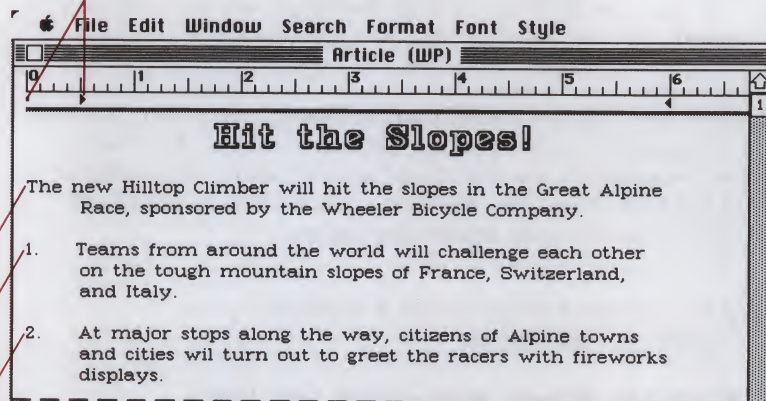 File Edit Window Search Format Font Style
Article (WP)
0 1 2 3 4 5 6
1
Hit the Slopes!
The new Hilltop Climber will hit the slopes in the Great Alpine
Race, sponsored by the Wheeler Bicycle Company.
1. Teams from around the world will challenge each other
on the tough mountain slopes of France, Switzerland,
and Italy.
2. At major stops along the way, citizens of Alpine towns
and cities wil turn out to greet the racers with fireworks
displays.